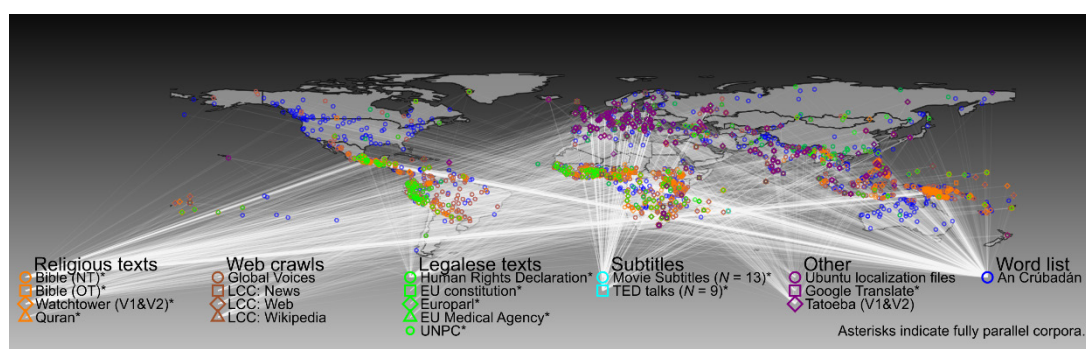 Religious texts
Bible (NT)*
Bible (OT)*
Watchtower (V1&V2)*
Quran*
Web crawls
Global Voices
LCC: News
LCC: Web
LCC: Wikipedia
Legalese texts
Human Rights Declaration*
EU constitution*
Europarl*
EU Medical Agency*
UNPC*
Subtitles
Movie Subtitles (N = 13)*
TED talks (N = 9)*
Other
Ubuntu localization files
Google Translate*
Tatoeba (V1&V2)
Word list
An Crúbadán
Asterisks indicate fully parallel corpora.